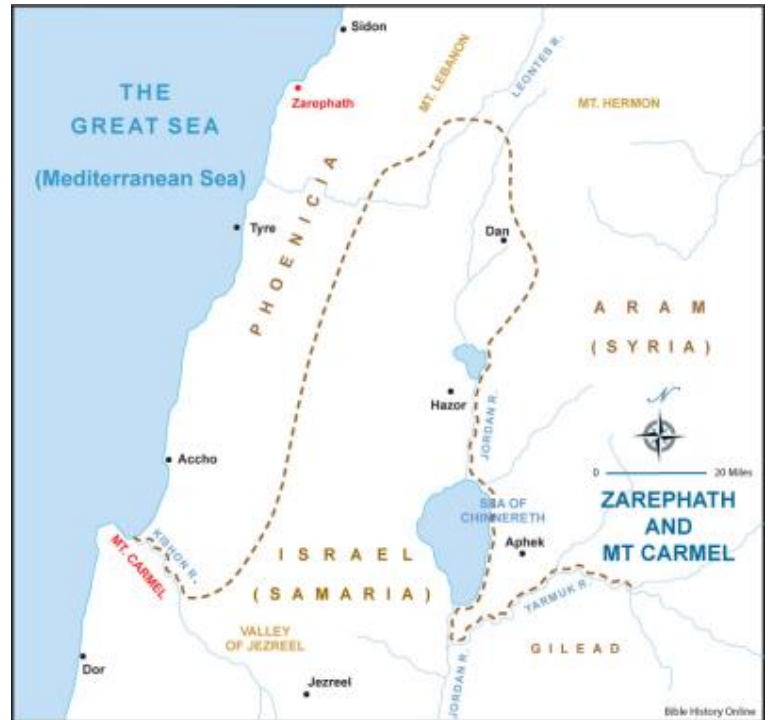 Sidon
THE
GREAT SEA
(Mediterranean Sea)
Zarephath
MT. LEBANON
LEONTES R.
MT. HERMON
PHOENICIA
Tyre
Dan
ARAM
(SYRIA)
Hazor
JORDAN R.
N
0 20 Miles
Accho
SEA OF
CHINNERETH
ZAREPHATH
AND
MT CARMEL
Aphek
KISHON R.
MT. CARMEL
ISRAEL
(SAMARIA)
YARMUK R.
VALLEY
OF JEZREEL
GILEAD
Dor
Jezreel
JORDAN R.
Bible History Online